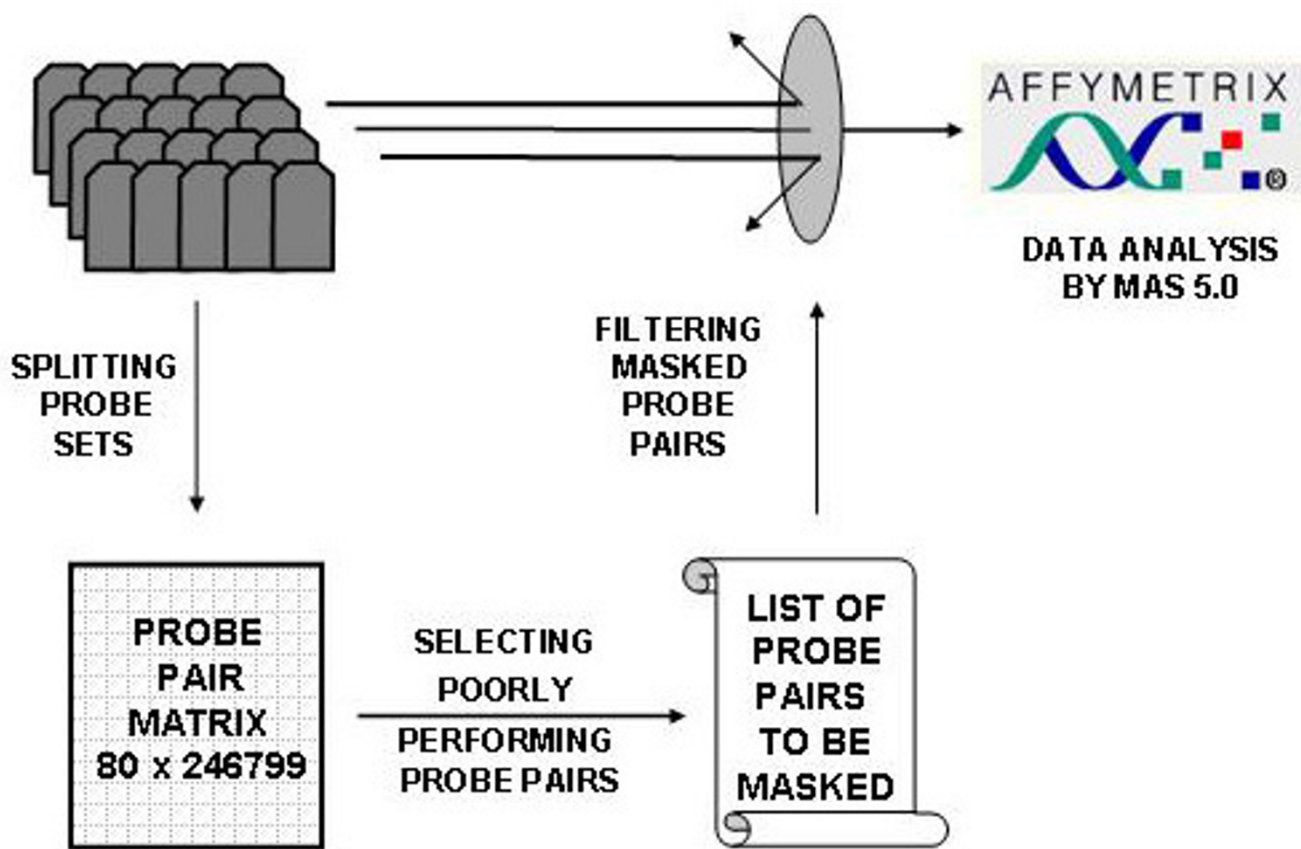 AFFYMETRIX
®
DATA ANALYSIS
BY MAS 5.0
SPLITTING
PROBE
SETS
FILTERING
MASKED
PROBE
PAIRS
PROBE
PAIR
MATRIX
80 x 246799
SELECTING
POORLY
PERFORMING
PROBE PAIRS
LIST OF
PROBE
PAIRS
TO BE
MASKED